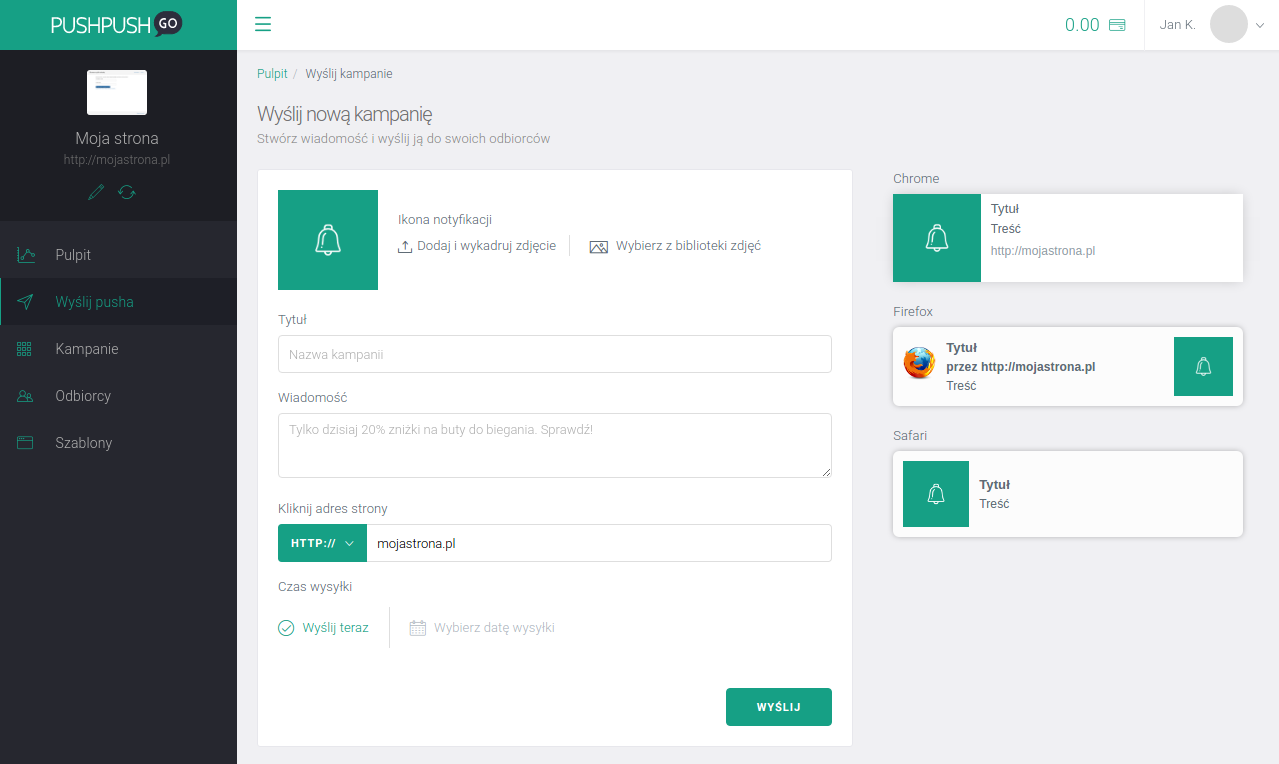 PUSHPUSH GO
0.00
Jan K.
Moja strona
http://mojastrona.pl
Pulpit
Wyślij pusha
Kampanie
Odbiorcy
Szablony
Pulpit / Wyślij kampanie
Wyślij nową kampanię
Stwórz wiadomość i wyślij ją do swoich odbiorców
Ikona notyfikacji
Dodaj i wykadruj zdjęcie
Wybierz z biblioteki zdjęć
Tytuł
Nazwa kampanii
Wiadomość
Tylko dzisiaj 20% zniżki na buty do biegania. Sprawdź!
Kliknij adres strony
HTTP:// mojastrona.pl
Czas wysyłki
Wyślij teraz
Wybierz datę wysyłki
WYŚLIJ
Chrome
Tytuł
Treść
http://mojastrona.pl
Firefox
Tytuł
przez http://mojastrona.pl
Treść
Safari
Tytuł
Treść